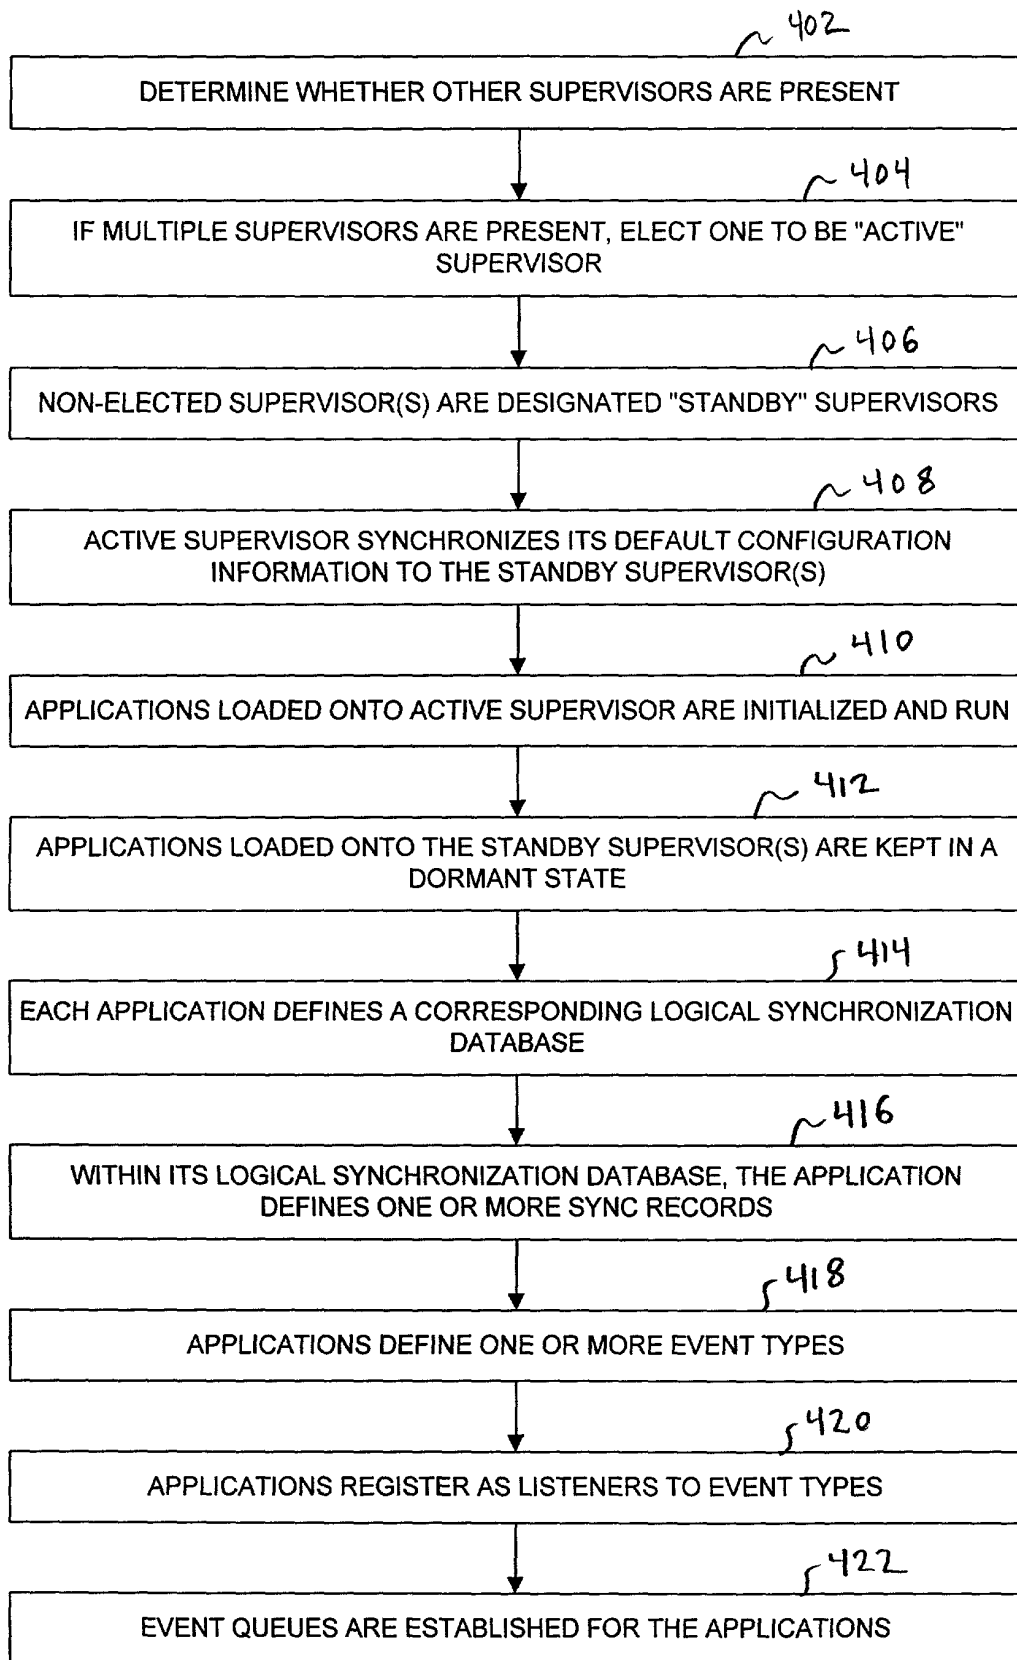 402
DETERMINE WHETHER OTHER SUPERVISORS ARE PRESENT
404
IF MULTIPLE SUPERVISORS ARE PRESENT, ELECT ONE TO BE "ACTIVE"
SUPERVISOR
406
NON-ELECTED SUPERVISOR(S) ARE DESIGNATED "STANDBY" SUPERVISORS
408
ACTIVE SUPERVISOR SYNCHRONIZES ITS DEFAULT CONFIGURATION
INFORMATION TO THE STANDBY SUPERVISOR(S)
410
APPLICATIONS LOADED ONTO ACTIVE SUPERVISOR ARE INITIALIZED AND RUN
412
APPLICATIONS LOADED ONTO THE STANDBY SUPERVISOR(S) ARE KEPT IN A
DORMANT STATE
414
EACH APPLICATION DEFINES A CORRESPONDING LOGICAL SYNCHRONIZATION
DATABASE
416
WITHIN ITS LOGICAL SYNCHRONIZATION DATABASE, THE APPLICATION
DEFINES ONE OR MORE SYNC RECORDS
418
APPLICATIONS DEFINE ONE OR MORE EVENT TYPES
420
APPLICATIONS REGISTER AS LISTENERS TO EVENT TYPES
422
EVENT QUEUES ARE ESTABLISHED FOR THE APPLICATIONS